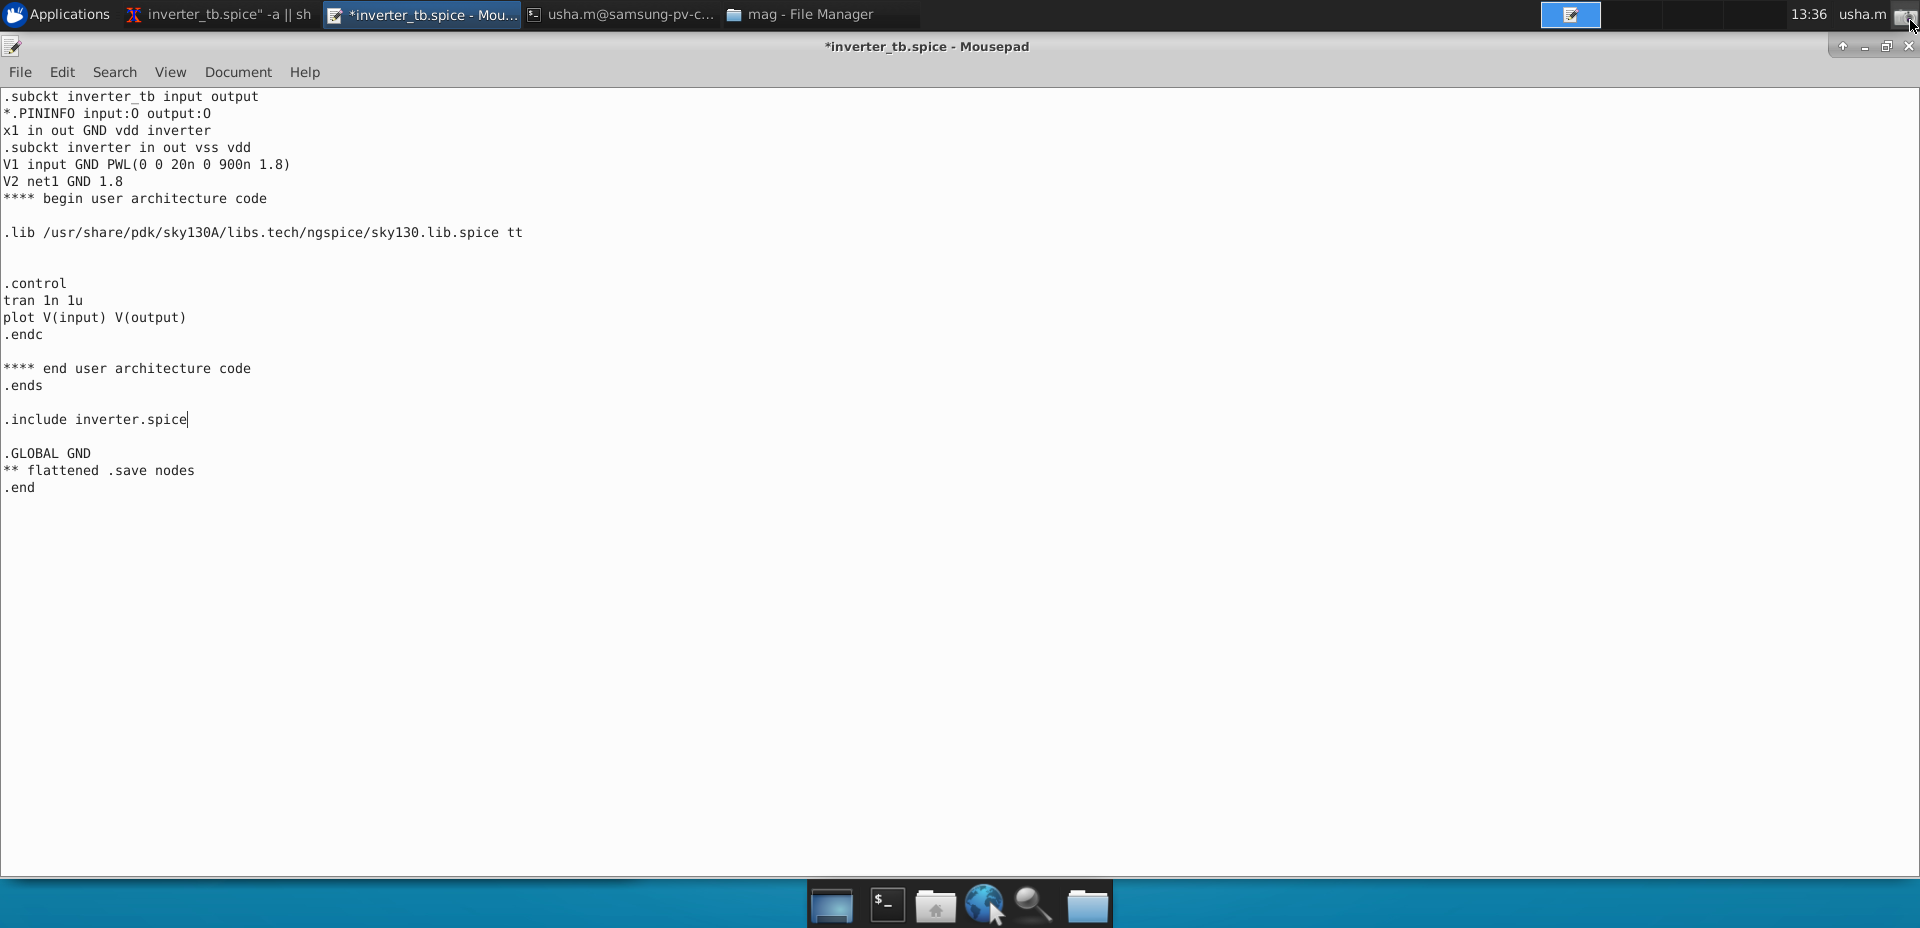 Applications
inverter_tb.spice" -a || sh
*inverter_tb.spice - Mou...
usha.m@samsung-pv-c...
mag - File Manager
13:36
usha.m
*inverter_tb.spice - Mousepad
File Edit Search View Document Help
.subckt inverter_tb input output
*.PININFO input:O output:O
x1 in out GND vdd inverter
.subckt inverter in out vss vdd
V1 input GND PWL(0 0 20n 0 900n 1.8)
V2 net1 GND 1.8
**** begin user architecture code
.lib /usr/share/pdk/sky130A/libs.tech/ngspice/sky130.lib.spice tt
.control
tran 1n 1u
plot V(input) V(output)
.endc
**** end user architecture code
.ends
.include inverter.spice
.GLOBAL GND
** flattened .save nodes
.end
$_